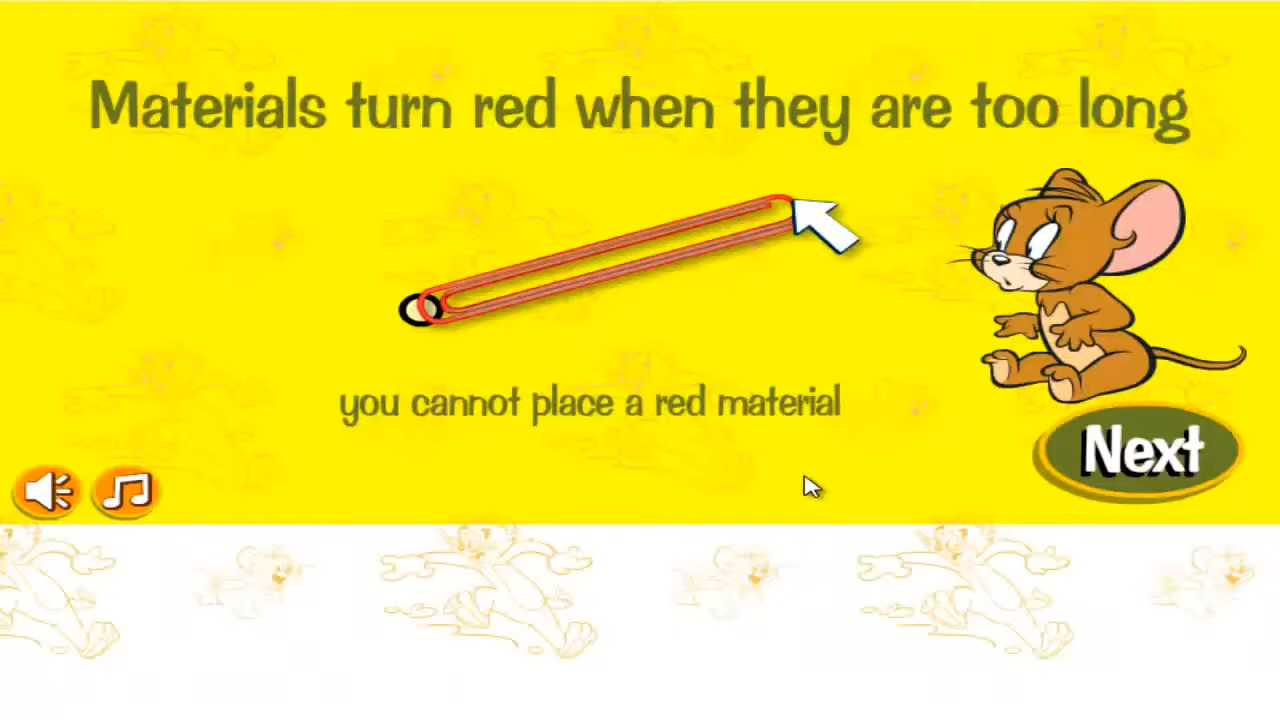 Materials turn red when they are too long
you cannot place a red material
Next